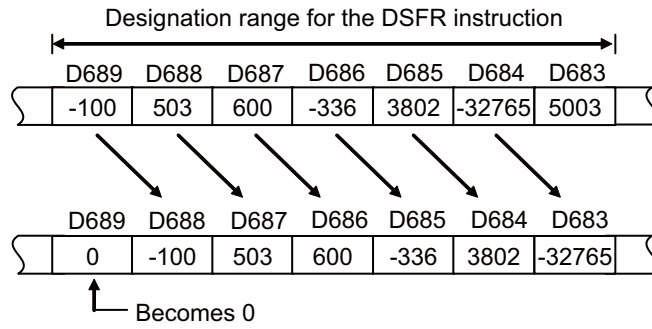 Designation range for the DSFR instruction
D689 D688 D687 D686 D685 D684 D683
-100 503 600 -336 3802 -32765 5003
D689 D688 D687 D686 D685 D684 D683
0 -100 503 600 -336 3802 -32765
Becomes 0